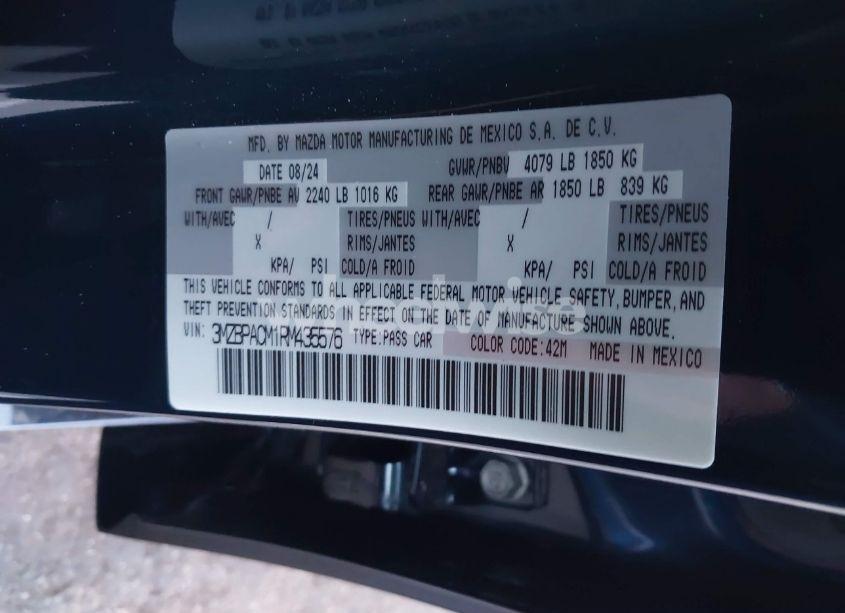 MFD. BY MAZDA MOTOR MANUFACTURING DE MEXICO S.A. DE C.V.
DATE 08/24 GVWR/PNBV 4079 LB 1850 KG
FRONT GAWR/PNBE AV 2240 LB 1016 KG REAR GAWR/PNBE AR 1850 LB 839 KG
WITH/AVEC / TIRES/PNEUS WITH/AVEC / TIRES/PNEUS
X RIMS/JANTES X RIMS/JANTES
KPA/ PSI COLD/A FROID KPA/ PSI COLD/A FROID
THIS VEHICLE CONFORMS TO ALL APPLICABLE FEDERAL MOTOR VEHICLE SAFETY, BUMPER, AND
THEFT PREVENTION STANDARDS IN EFFECT ON THE DATE OF MANUFACTURE SHOWN ABOVE.
VIN: 3MZBPACM1RM435576 TYPE:PASS CAR COLOR CODE:42M MADE IN MEXICO